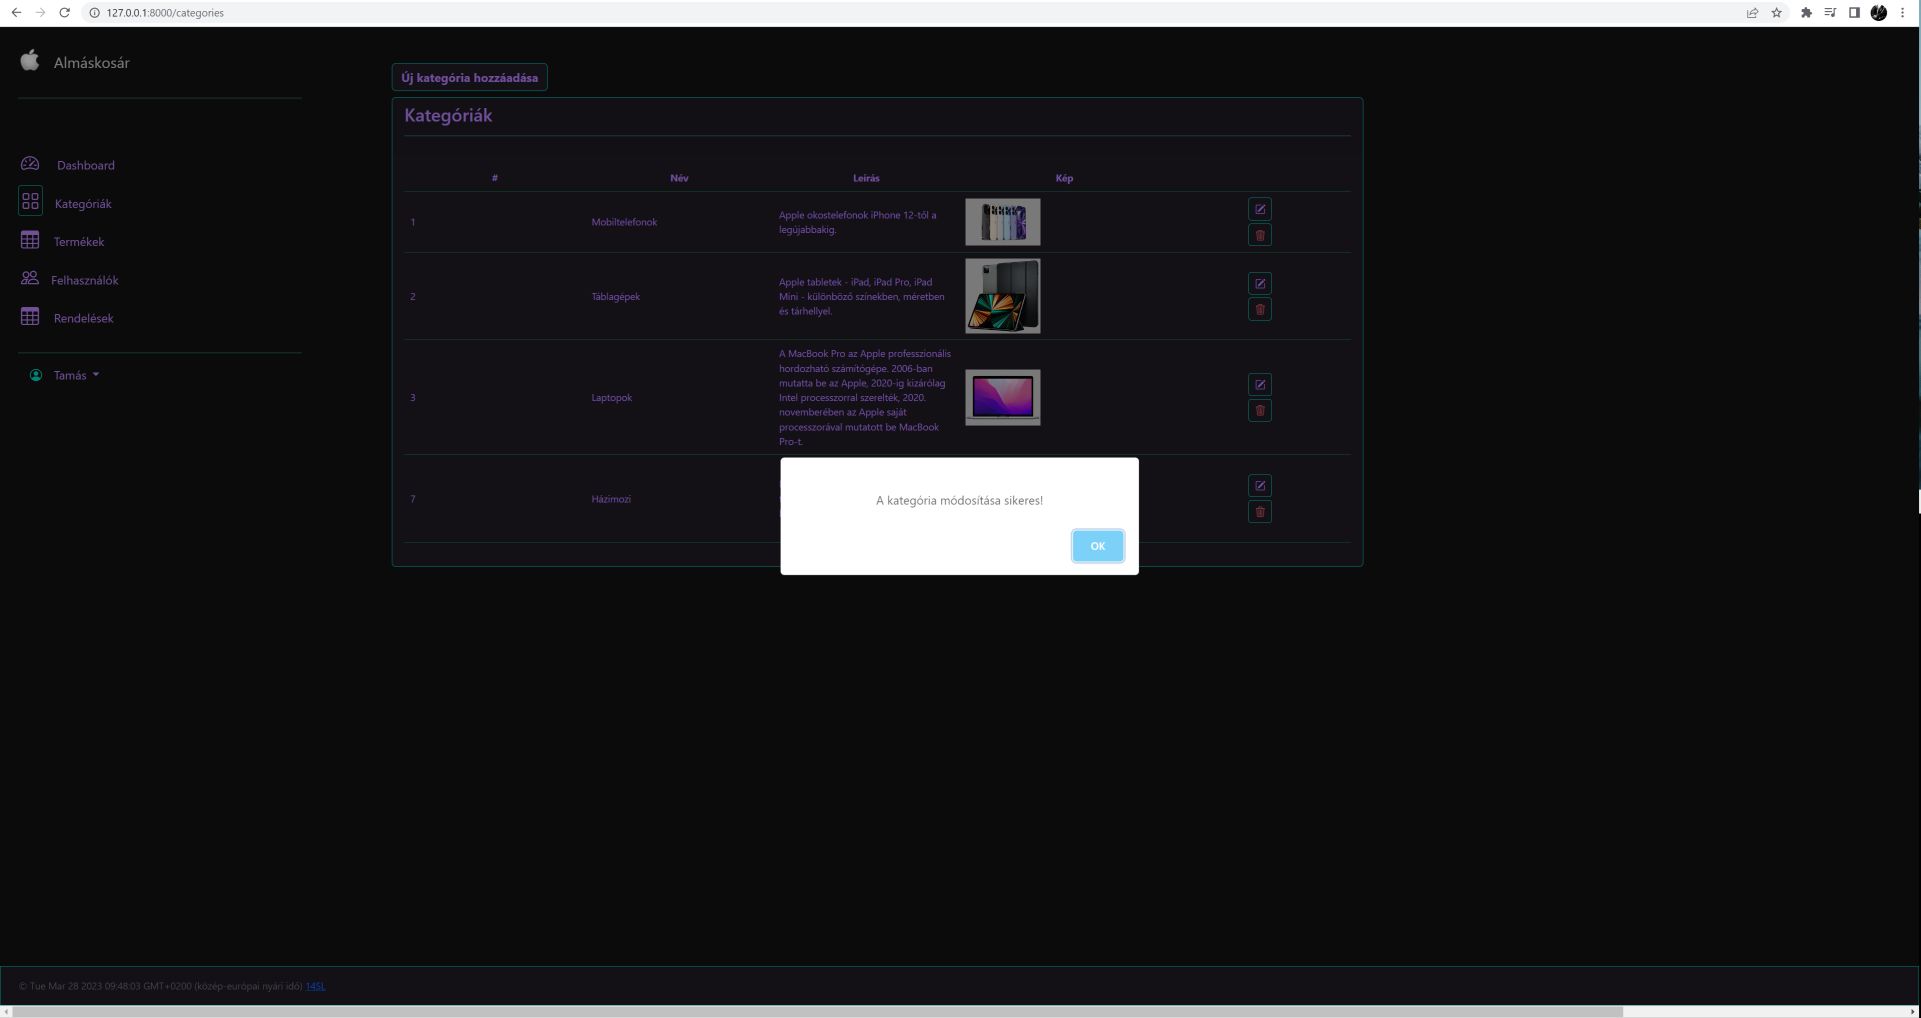 127.0.0.1:8000/categories
Almáskosár
Új kategória hozzáadása
Kategóriák
Dashboard
Kategóriák
Termékek
Felhasználók
Rendelések
Tamás
# Név Leírás Kép
1 Mobiltelefonok
Apple okostelefonok iPhone 12-től a
legújabbakig.
2 Táblagépek
Apple tabletek - iPad, iPad Pro, iPad
Mini - különböző színekben, méretben
és tárhellyel.
3 Laptopok
A MacBook Pro az Apple professzionális
hordozható számítógépe. 2006-ban
mutatta be az Apple, 2020-ig kizárólag
Intel processzorral szerelték, 2020.
novemberében az Apple saját
processzorával mutatott be MacBook
Pro-t.
7 Házimozi
A kategória módosítása sikeres!
OK
© Tue Mar 28 2023 09:48:03 GMT+0200 (közép-európai nyári idő) 14SL